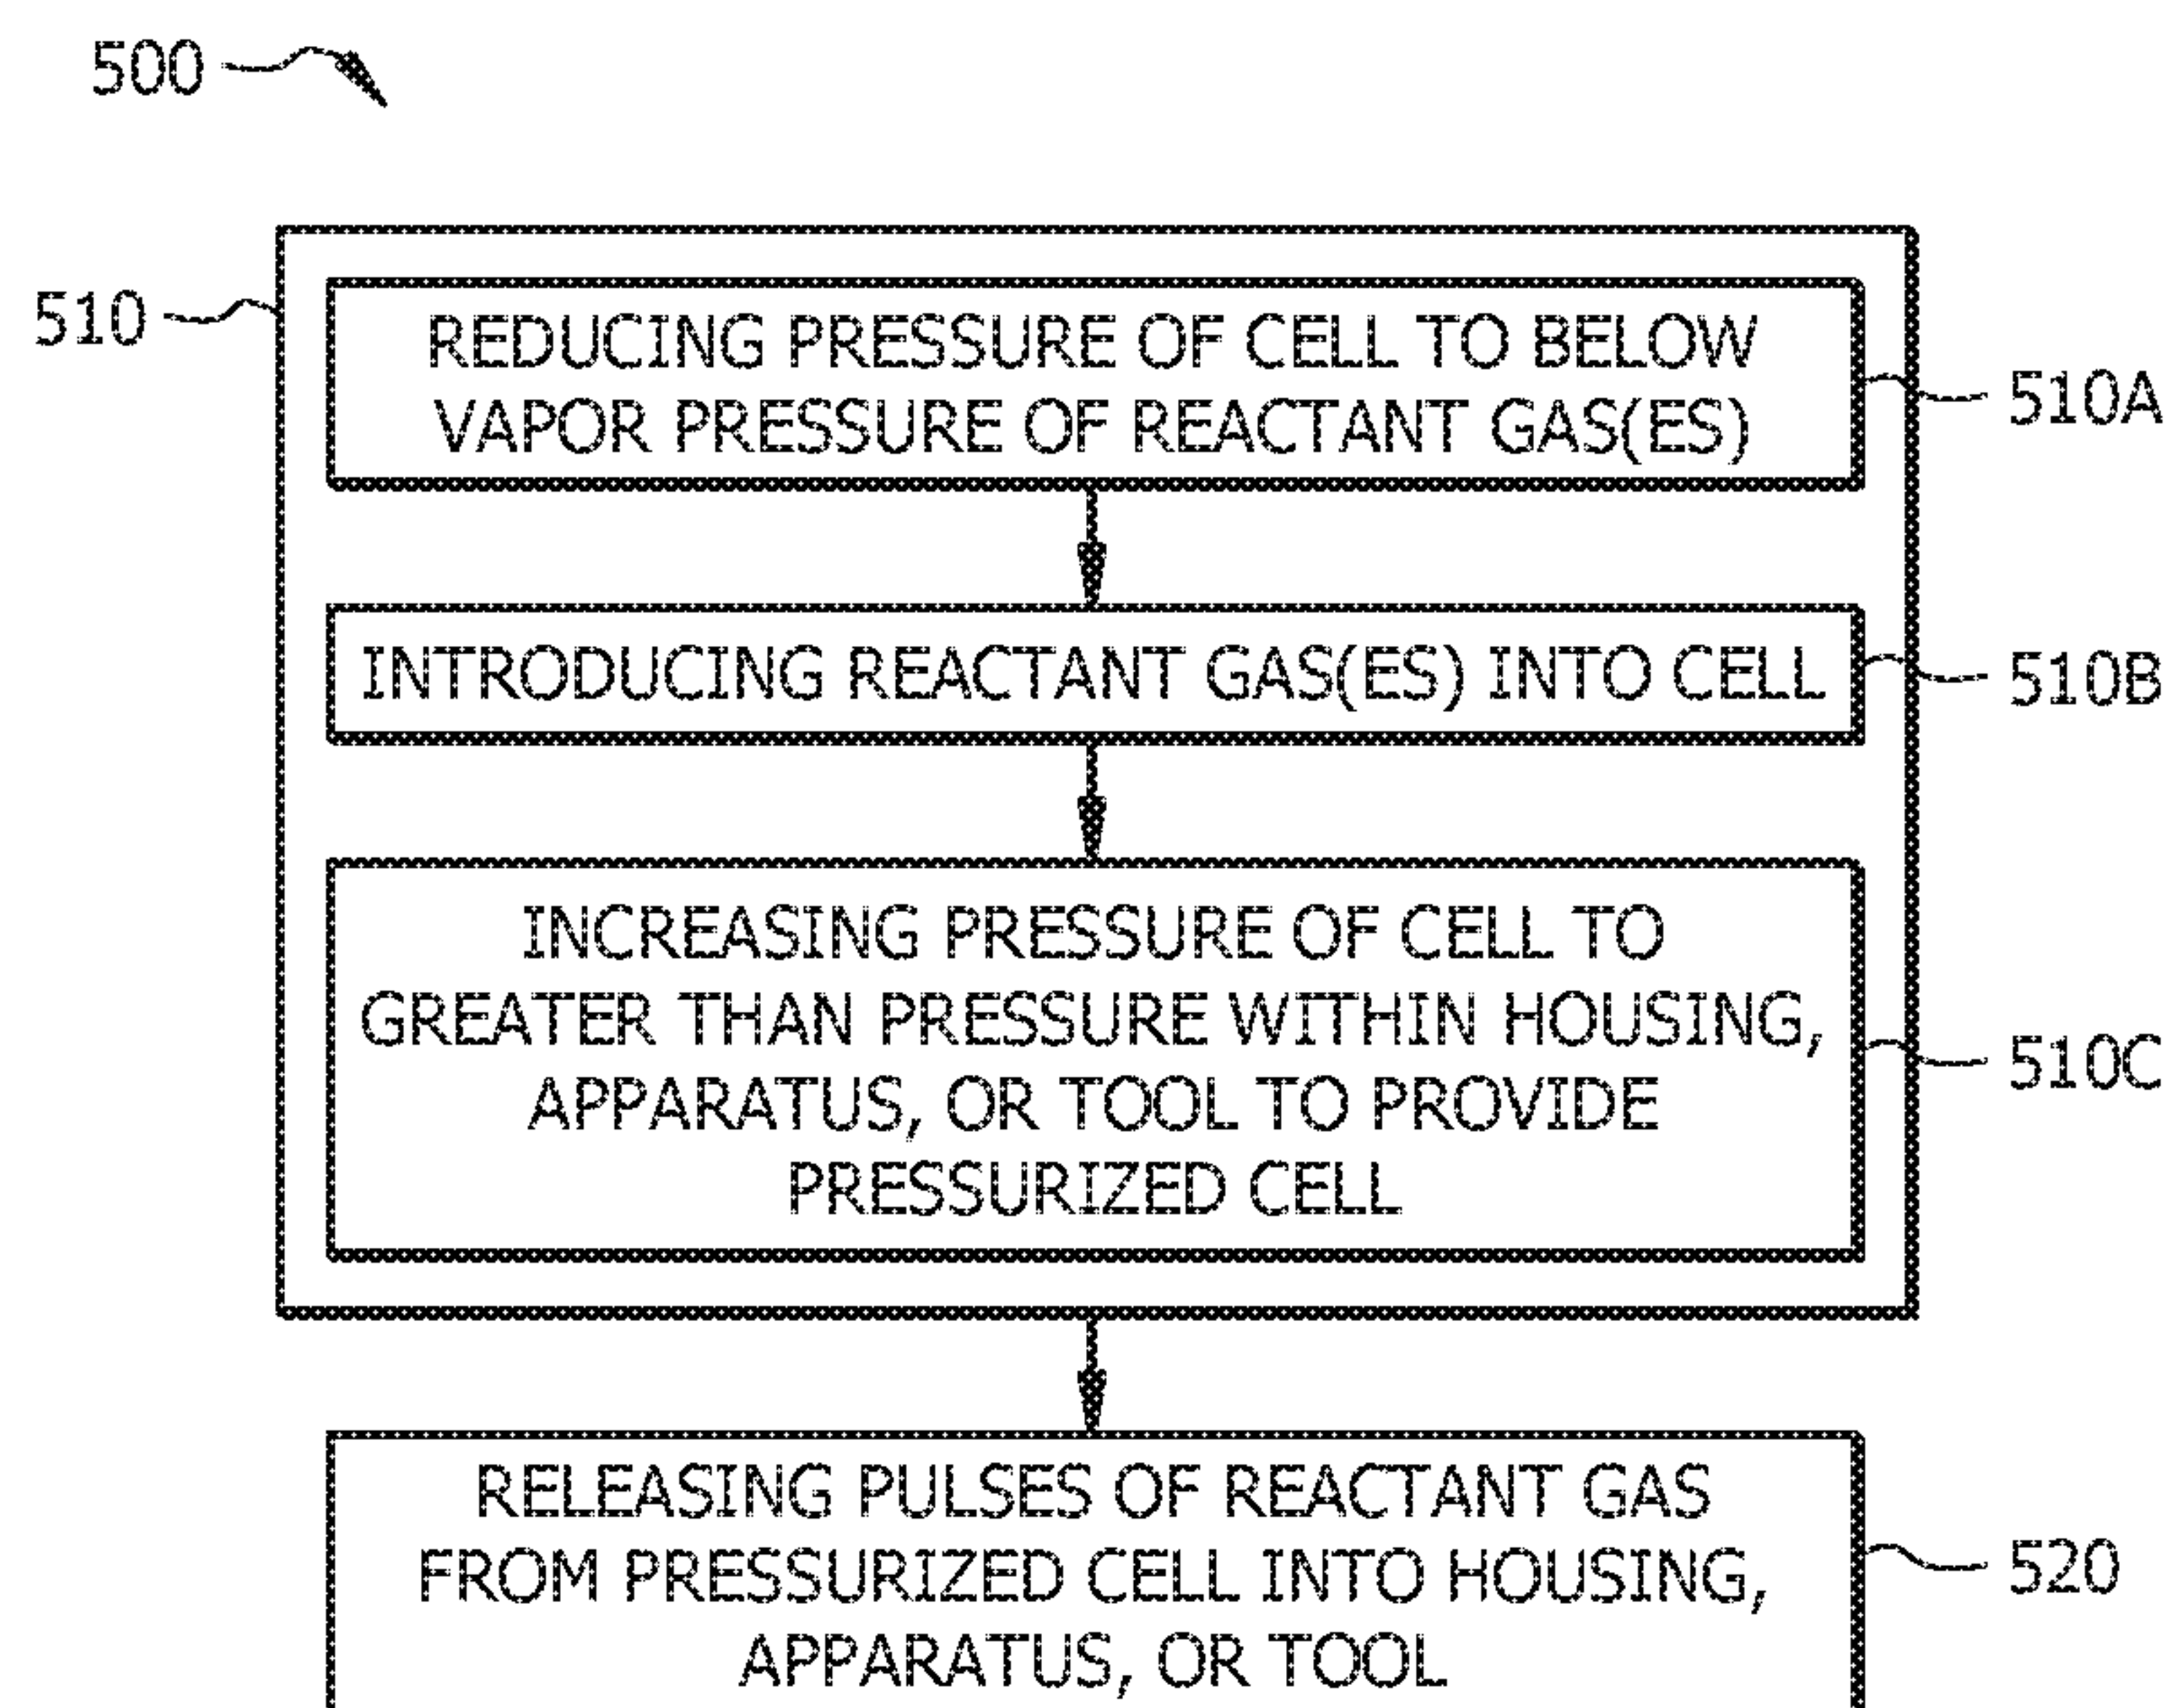 500
510
REDUCING PRESSURE OF CELL TO BELOW
VAPOR PRESSURE OF REACTANT GAS(ES)
510A
INTRODUCING REACTANT GAS(ES) INTO CELL
510B
INCREASING PRESSURE OF CELL TO
GREATER THAN PRESSURE WITHIN HOUSING,
APPARATUS, OR TOOL TO PROVIDE
PRESSURIZED CELL
510C
RELEASING PULSES OF REACTANT GAS
FROM PRESSURIZED CELL INTO HOUSING,
APPARATUS, OR TOOL
520